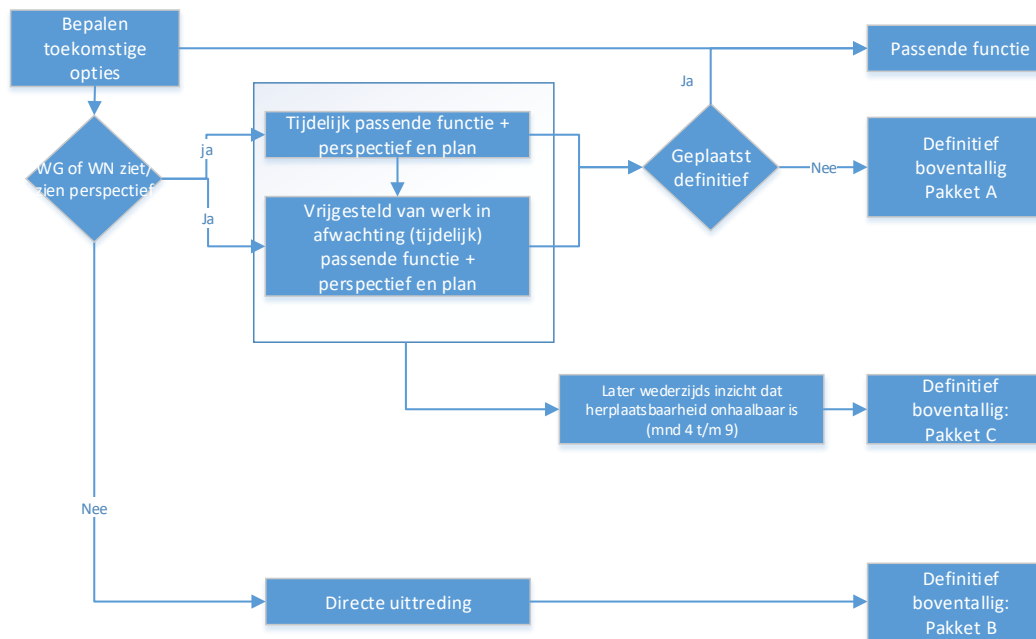 Bepalen
toekomstige
opties
Passende functie
Ja
Tijdelijk passende functie +
perspectief en plan
ja
WG of WN ziet/
zien perspectief
Ja
Geplaatst
definitief
Nee
Definitief
boventallig
Pakket A
Vrijgesteld van werk in
afwachting (tijdelijk)
passende functie +
perspectief en plan
Later wederzijds inzicht dat
herplaatsbaarheid onhaalbaar is
(mnd 4 t/m 9)
Definitief
boventallig:
Pakket C
Nee
Directe uittreding
Definitief
boventallig:
Pakket B